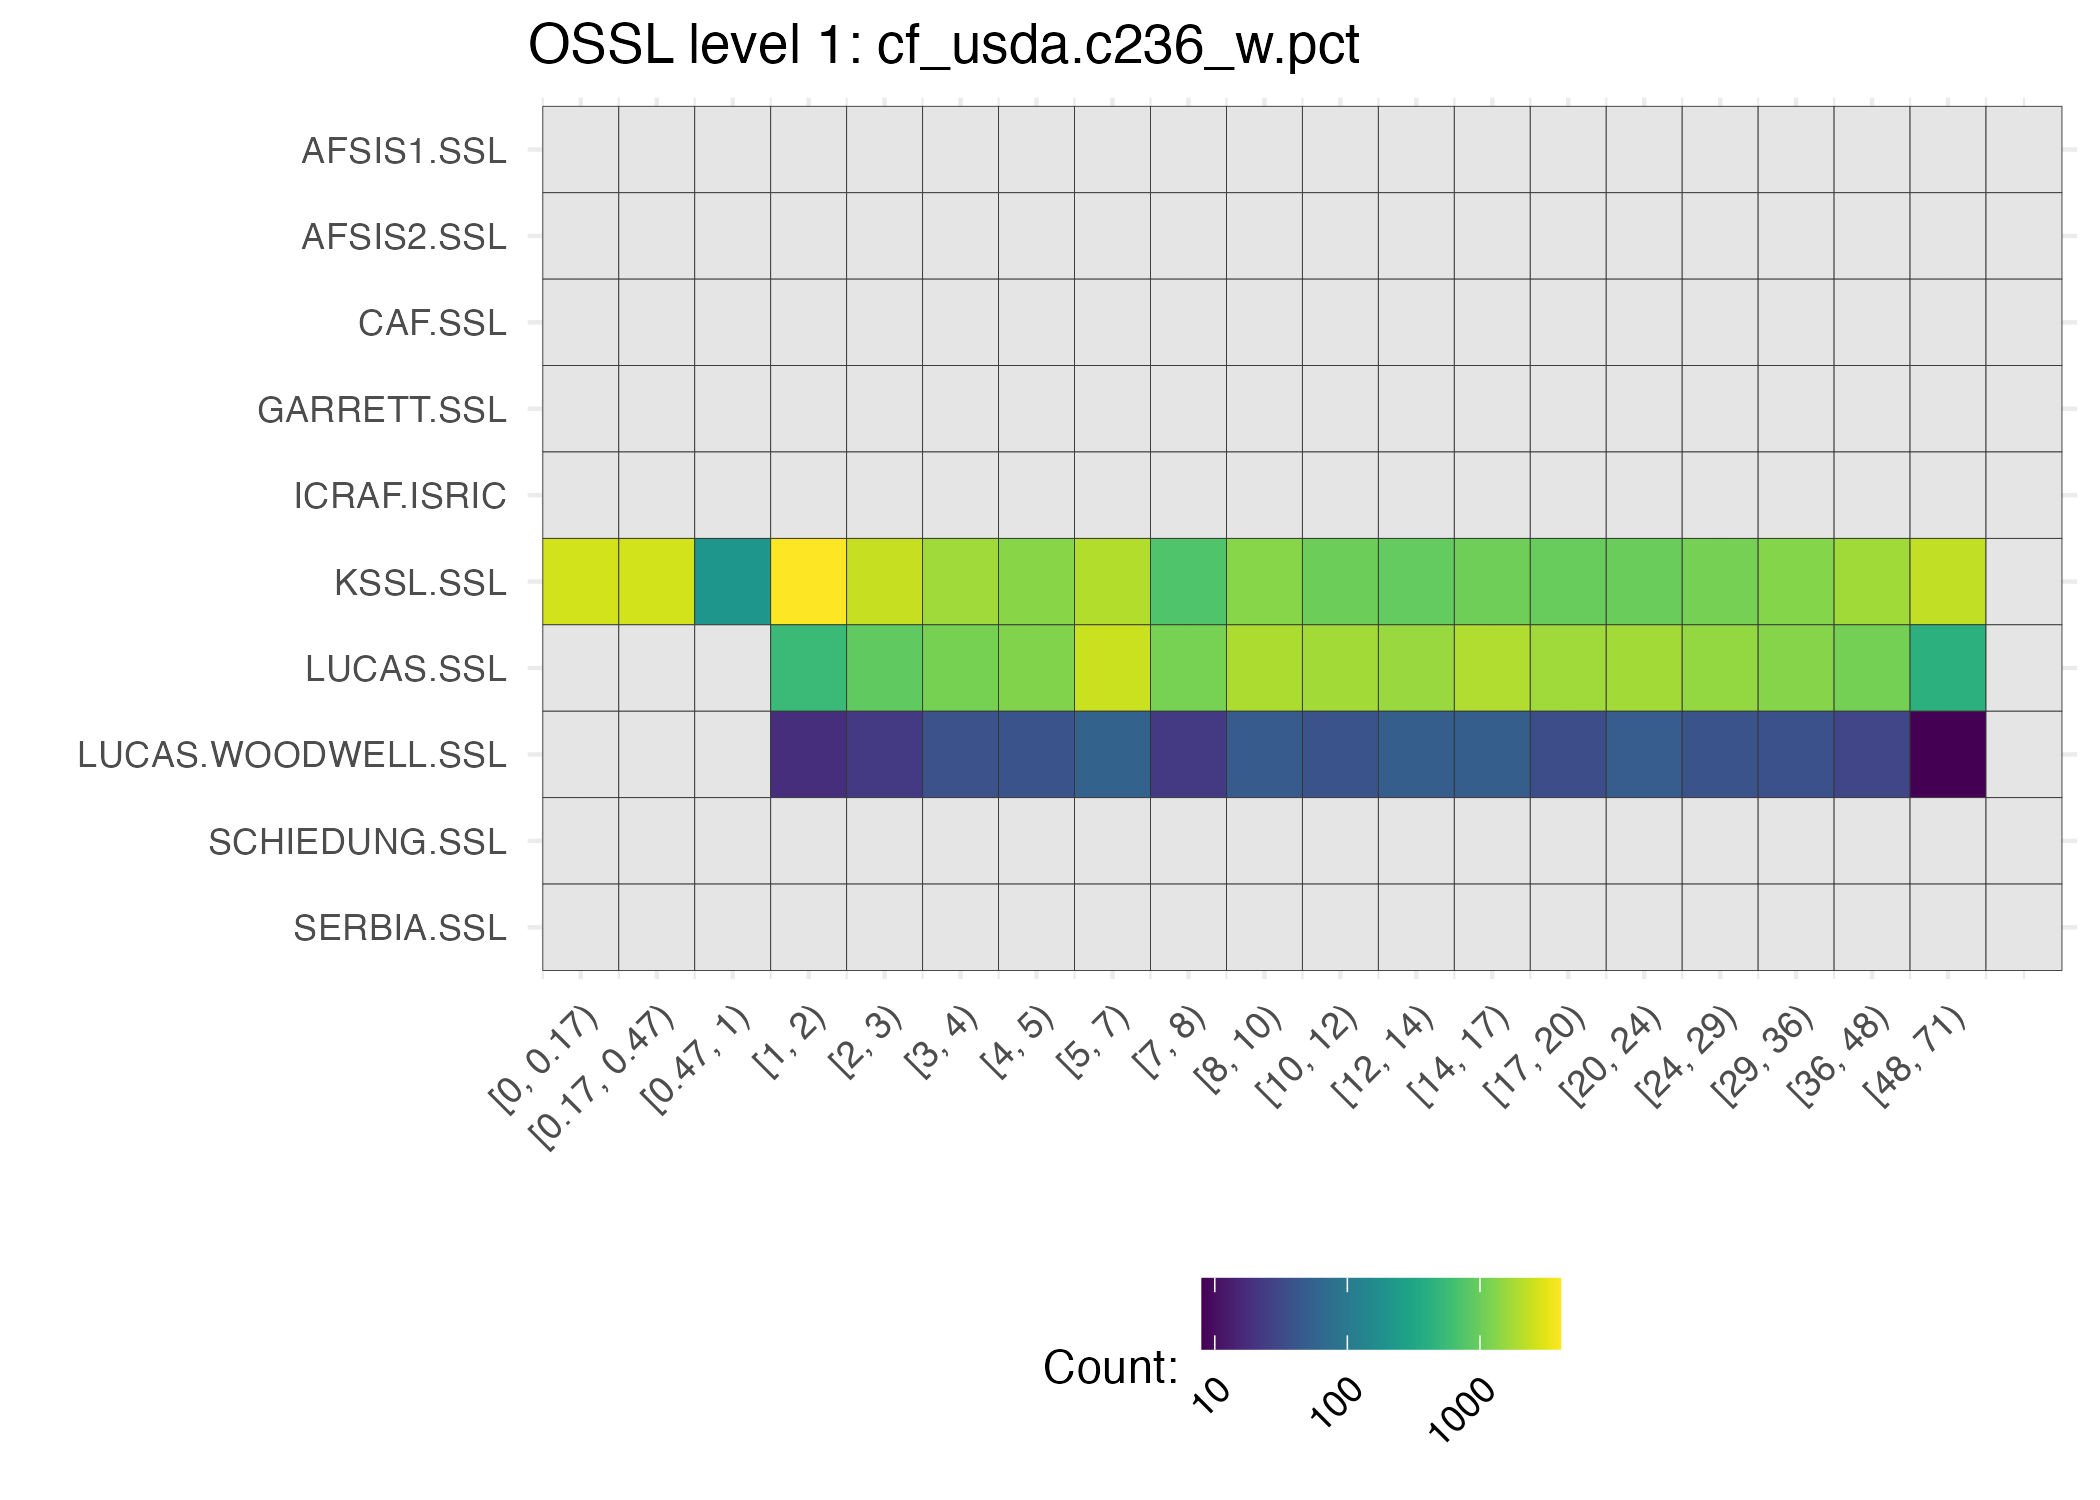 OSSL level 1: cf_usda.c236_w.pct
AFSIS1.SSL
AFSIS2.SSL
CAF.SSL
GARRETT.SSL
ICRAF.ISRIC
KSSL.SSL
LUCAS.SSL
LUCAS.WOODWELL.SSL
SCHIEDUNG.SSL
SERBIA.SSL
[0, 0.17)
[0.17, 0.47)
[0.47, 1)
[1, 2)
[2, 3)
[3, 4)
[4, 5)
[5, 7)
[7, 8)
[8, 10)
[10, 12)
[12, 14)
[14, 17)
[17, 20)
[20, 24)
[24, 29)
[29, 36)
[36, 48)
[48, 71)
Count:
10
100
1000